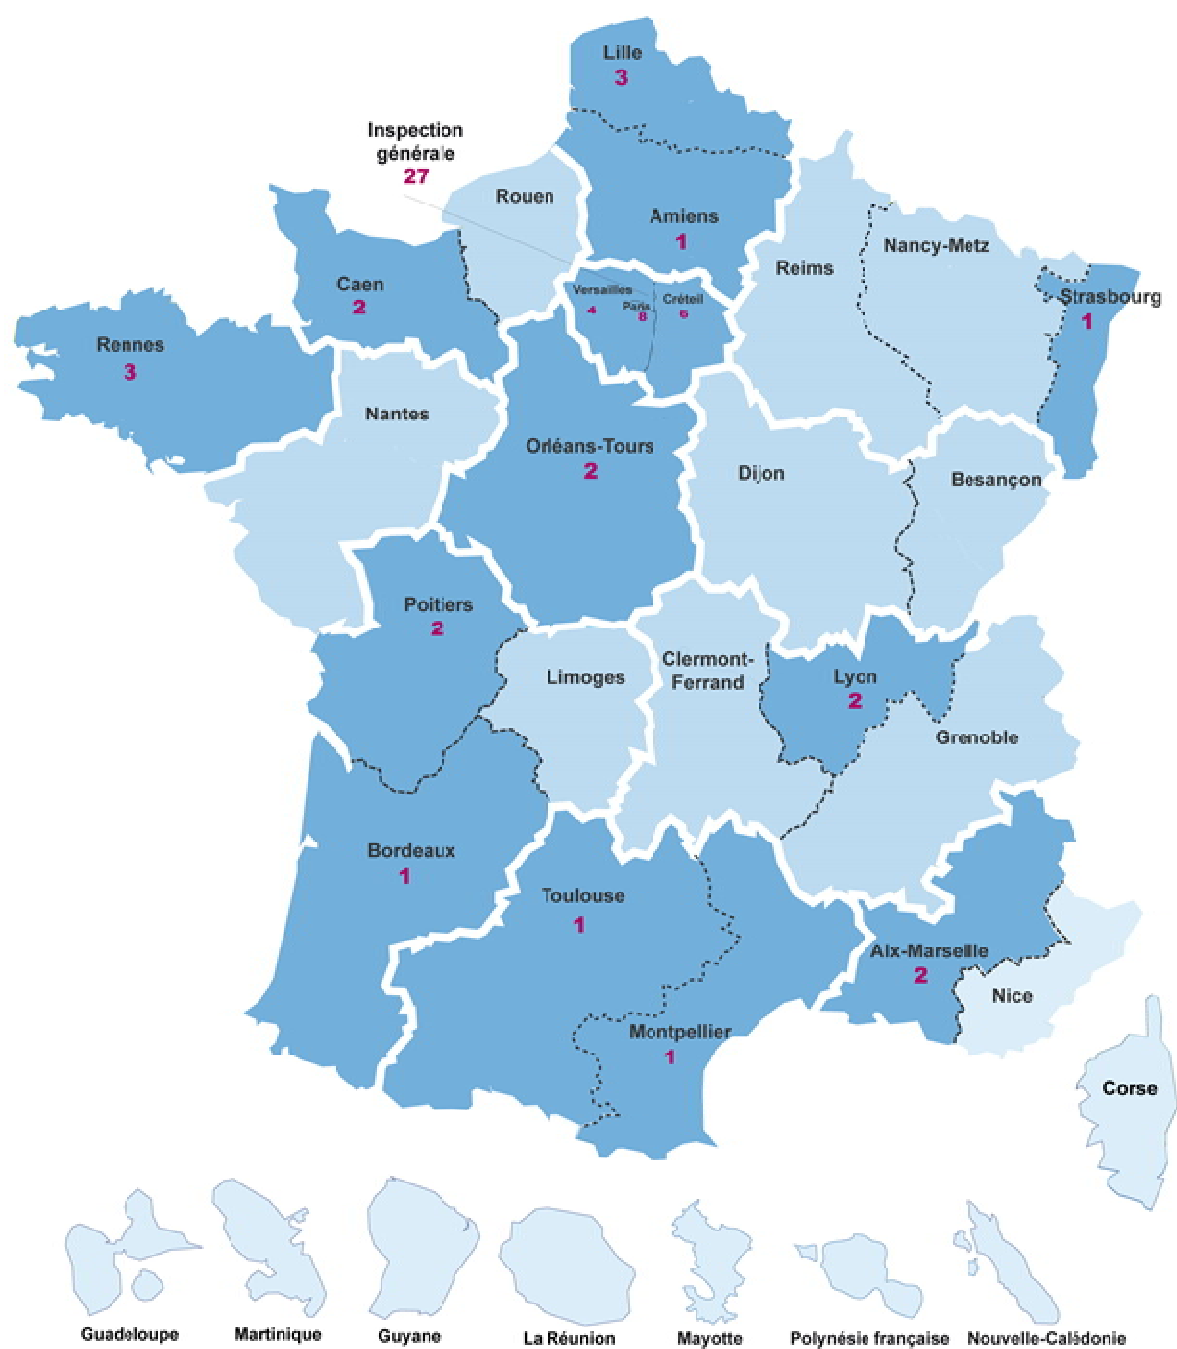 Lille
3
Inspection
générale
27
Rouen
Amiens
1
Nancy-Metz
Reims
Caen
2
Versailles
4
Paris
8
Créteil
6
Strasbourg
1
Rennes
3
Nantes
Orléans-Tours
2
Dijon
Besançon
Poitiers
2
Limoges
Clermont-
Ferrand
Lyon
2
Grenoble
Bordeaux
1
Toulouse
1
Aix-Marseille
2
Nice
Montpellier
1
Corse
Guadeloupe
Martinique
Guyane
La Réunion
Mayotte
Polynésie française
Nouvelle-Calédonie